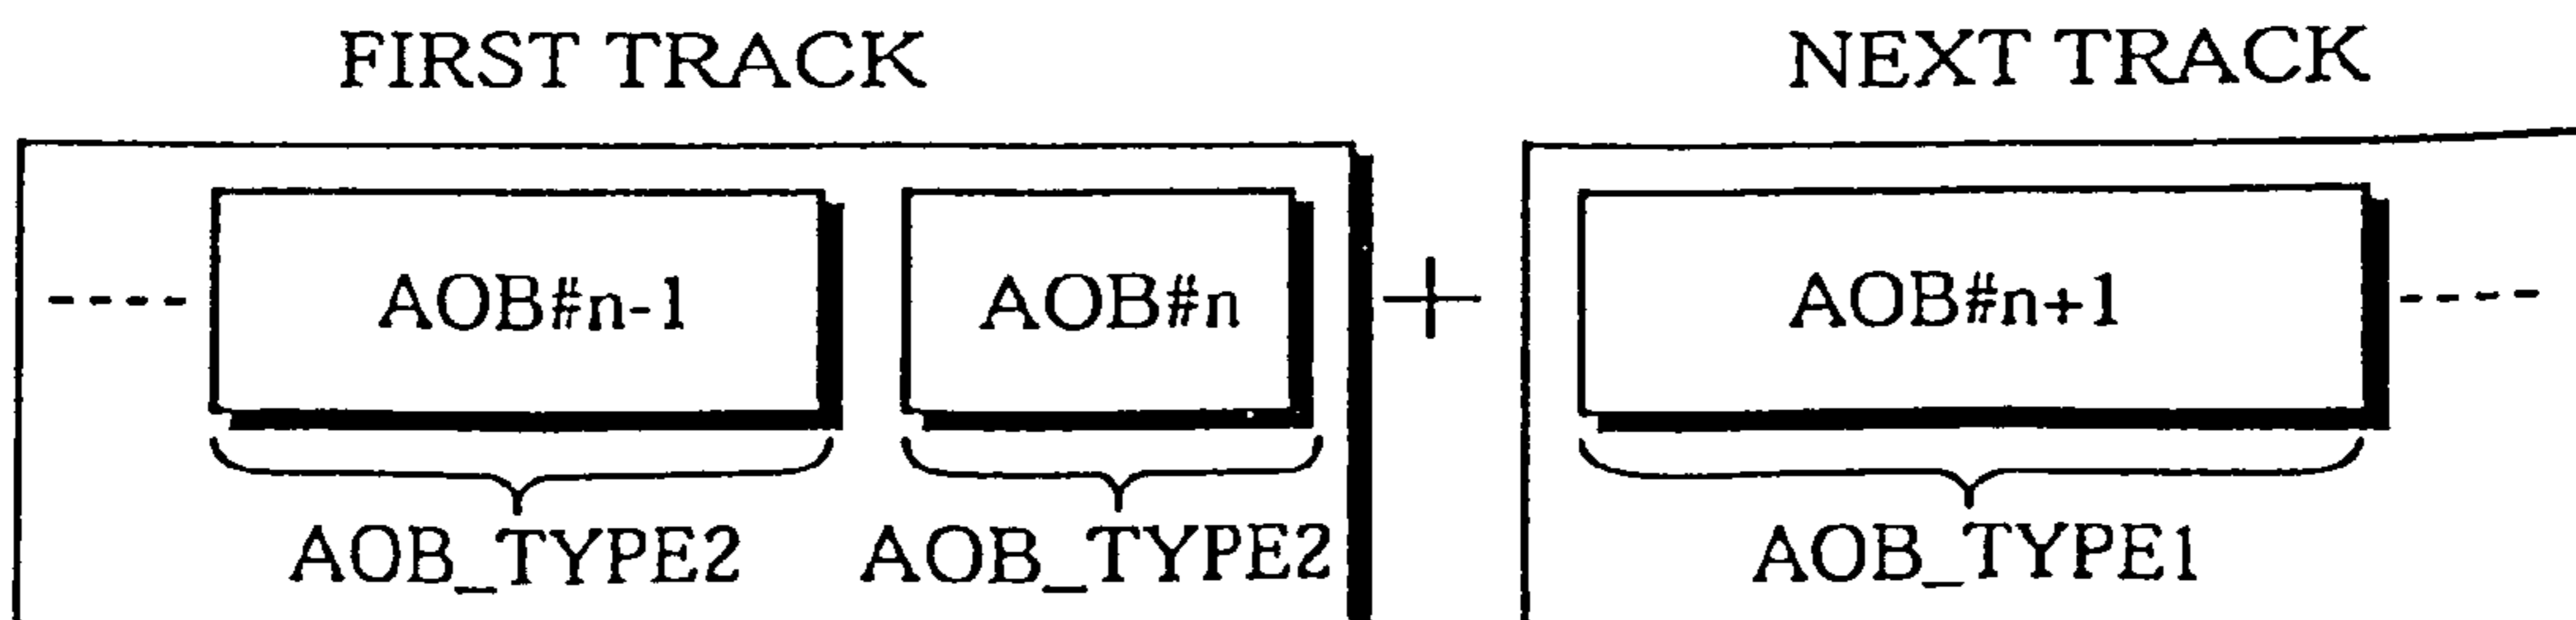 FIRST TRACK NEXT TRACK
---- AOB#n-1 AOB#n + AOB#n+1 ----
AOB_TYPE2 AOB_TYPE2 AOB_TYPE1